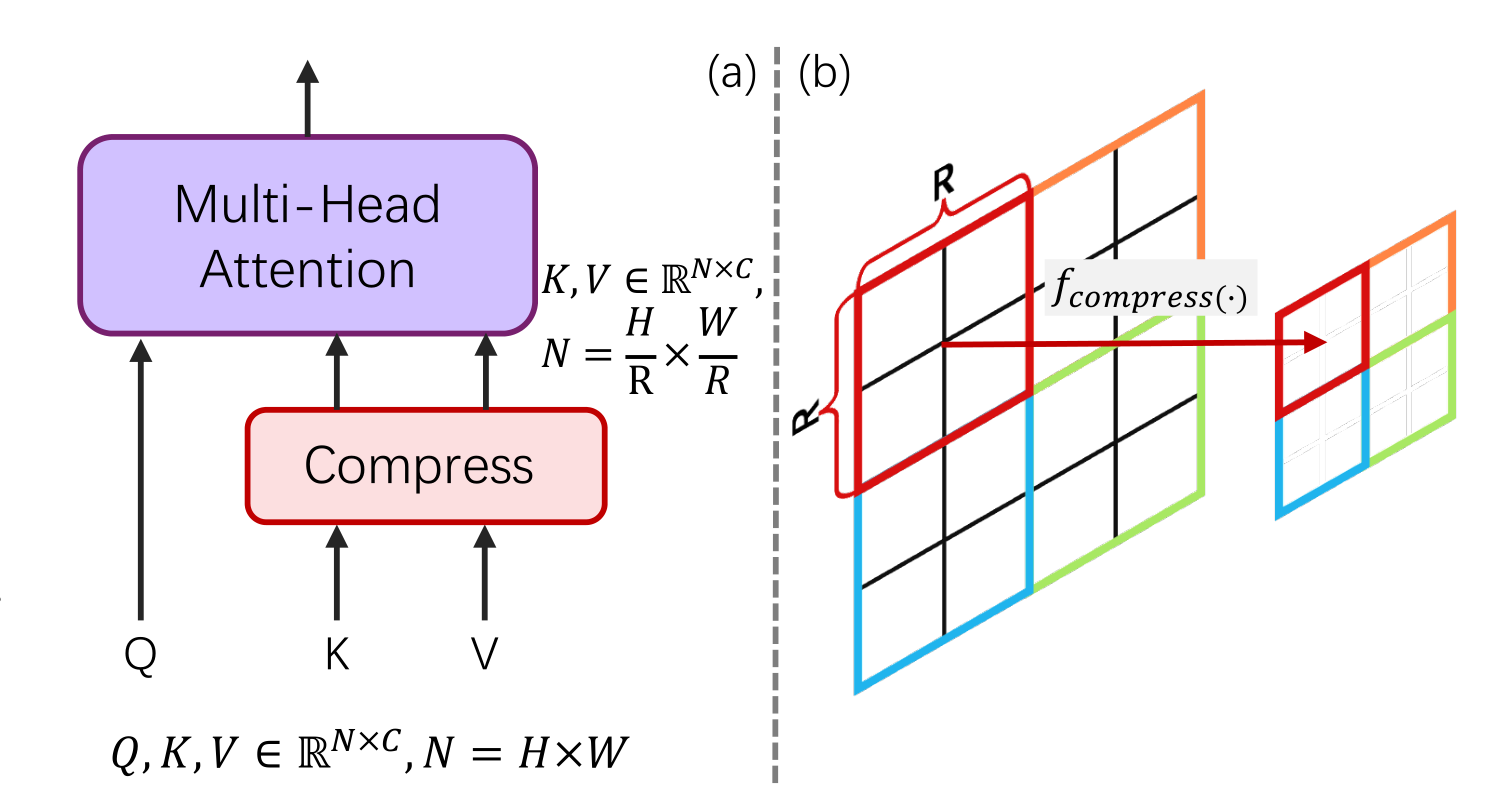 (a)
Multi-Head
Attention
K, V ∈ ℝ^{N×C},
N = H/R × W/R
Compress
Q K V
Q, K, V ∈ ℝ^{N×C}, N = H×W
(b)
R
R
f_{compress(·)}